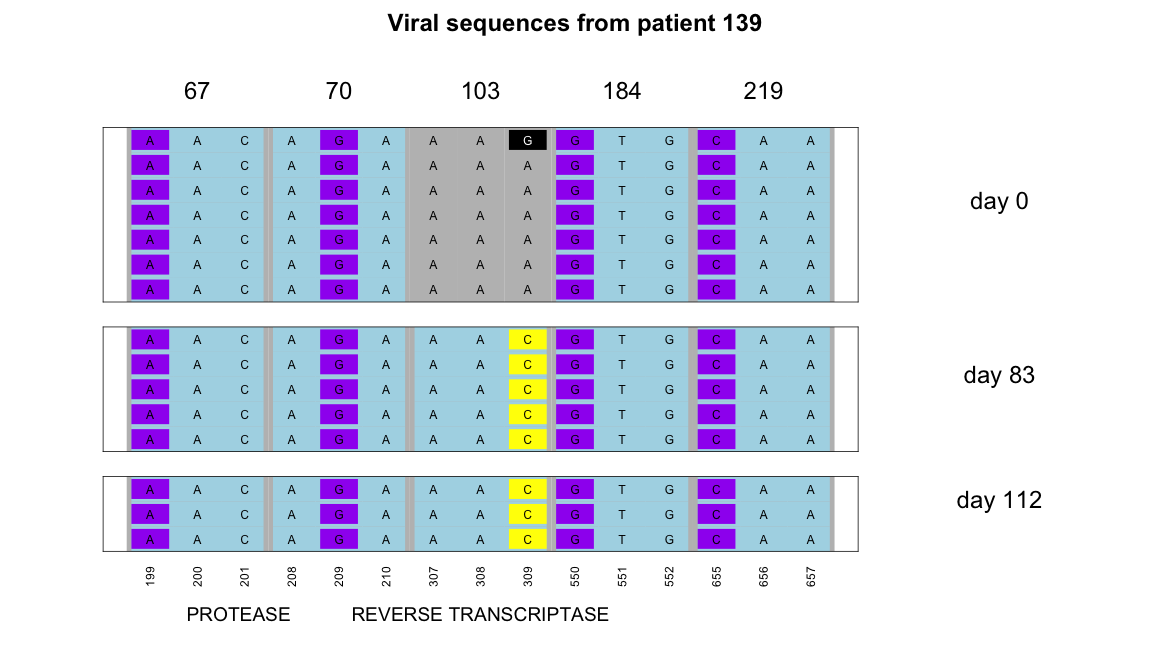 Viral sequences from patient 139
67 70 103 184 219
A A C A G A A A G G T G C A A
A A C A G A A A A G T G C A A
A A C A G A A A A G T G C A A
A A C A G A A A A G T G C A A
day 0
A A C A G A A A A G T G C A A
A A C A G A A A A G T G C A A
A A C A G A A A A G T G C A A
A A C A G A A A C G T G C A A
A A C A G A A A C G T G C A A
day 83
A A C A G A A A C G T G C A A
A A C A G A A A C G T G C A A
A A C A G A A A C G T G C A A
A A C A G A A A C G T G C A A
day 112
A A C A G A A A C G T G C A A
A A C A G A A A C G T G C A A
199 200 201 208 209 210 307 308 309 550 551 552 655 656 657
PROTEASE REVERSE TRANSCRIPTASE